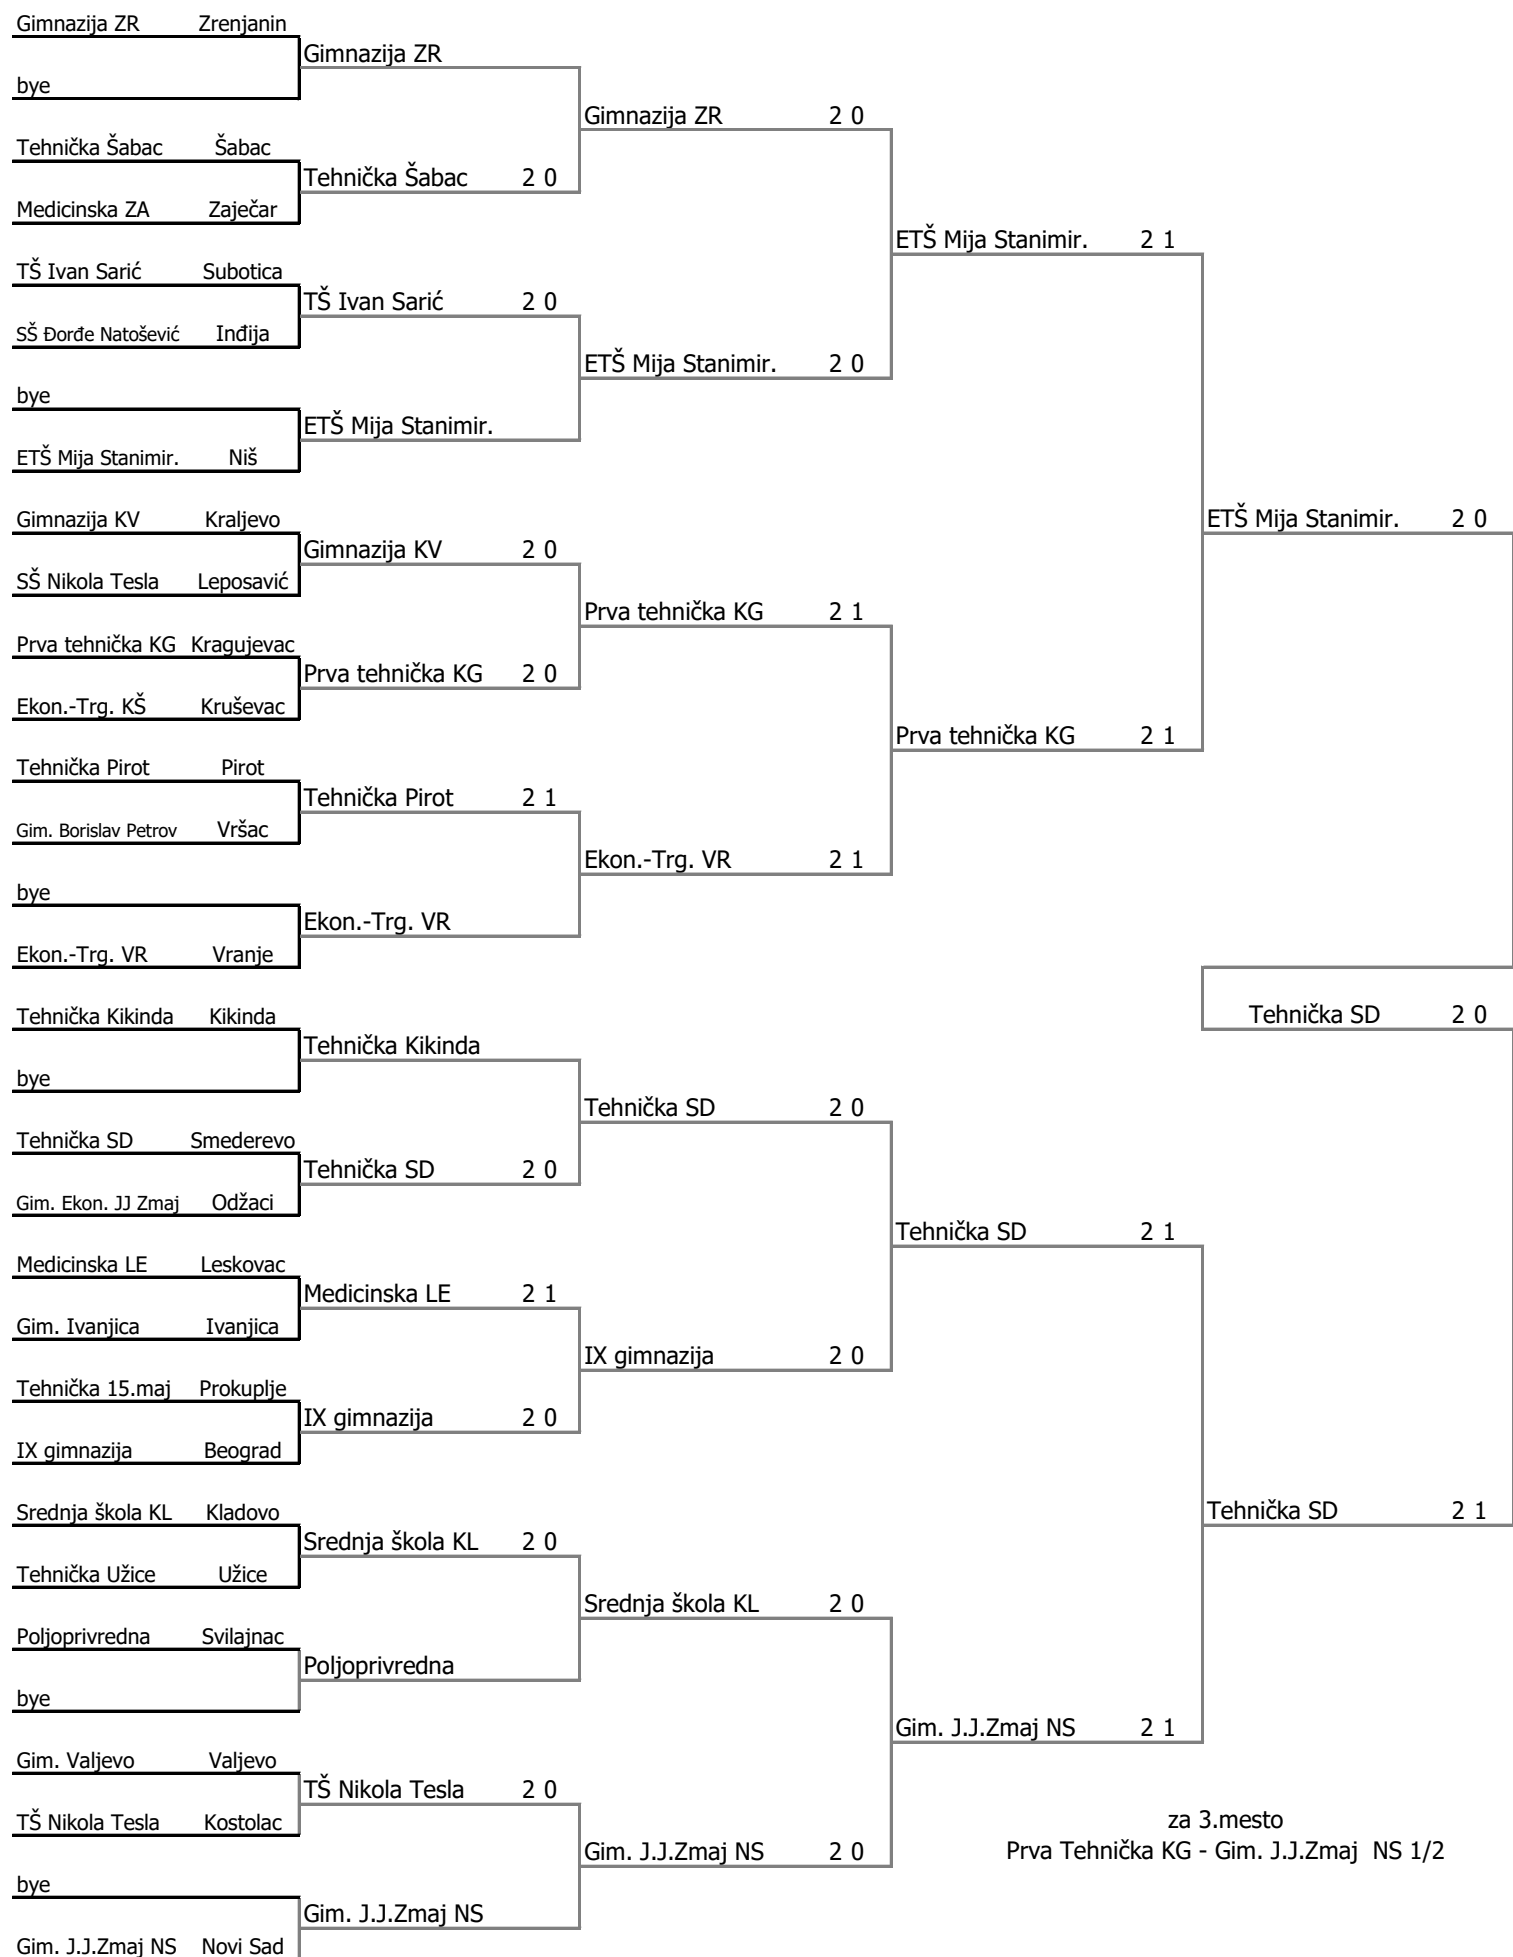 Gimnazija ZR Zrenjanin
Gimnazija ZR
bye
Gimnazija ZR 2 0
Tehnička Šabac Šabac
Tehnička Šabac 2 0
Medicinska ZA Zaječar
ETŠ Mija Stanimir. 2 1
TŠ Ivan Sarić Subotica
TŠ Ivan Sarić 2 0
SŠ Đorđe Natošević Inđija
ETŠ Mija Stanimir. 2 0
bye
ETŠ Mija Stanimir.
ETŠ Mija Stanimir. Niš
Gimnazija KV Kraljevo
ETŠ Mija Stanimir. 2 0
Gimnazija KV 2 0
SŠ Nikola Tesla Leposavić
Prva tehnička KG 2 1
Prva tehnička KG Kragujevac
Prva tehnička KG 2 0
Ekon.-Trg. KŠ Kruševac
Prva tehnička KG 2 1
Tehnička Pirot Pirot
Tehnička Pirot 2 1
Gim. Borislav Petrov Vršac
Ekon.-Trg. VR 2 1
bye
Ekon.-Trg. VR
Ekon.-Trg. VR Vranje
Tehnička Kikinda Kikinda
Tehnička SD 2 0
Tehnička Kikinda
bye
Tehnička SD 2 0
Tehnička SD Smederevo
Tehnička SD 2 0
Gim. Ekon. JJ Zmaj Odžaci
Tehnička SD 2 1
Medicinska LE Leskovac
Medicinska LE 2 1
Gim. Ivanjica Ivanjica
IX gimnazija 2 0
Tehnička 15.maj Prokuplje
IX gimnazija 2 0
IX gimnazija Beograd
Srednja škola KL Kladovo
Tehnička SD 2 1
Srednja škola KL 2 0
Tehnička Užice Užice
Srednja škola KL 2 0
Poljoprivredna Svilajnac
Poljoprivredna
bye
Gim. J.J.Zmaj NS 2 1
Gim. Valjevo Valjevo
TŠ Nikola Tesla 2 0
TŠ Nikola Tesla Kostolac
za 3.mesto
Gim. J.J.Zmaj NS 2 0
Prva Tehnička KG - Gim. J.J.Zmaj NS 1/2
bye
Gim. J.J.Zmaj NS
Gim. J.J.Zmaj NS Novi Sad